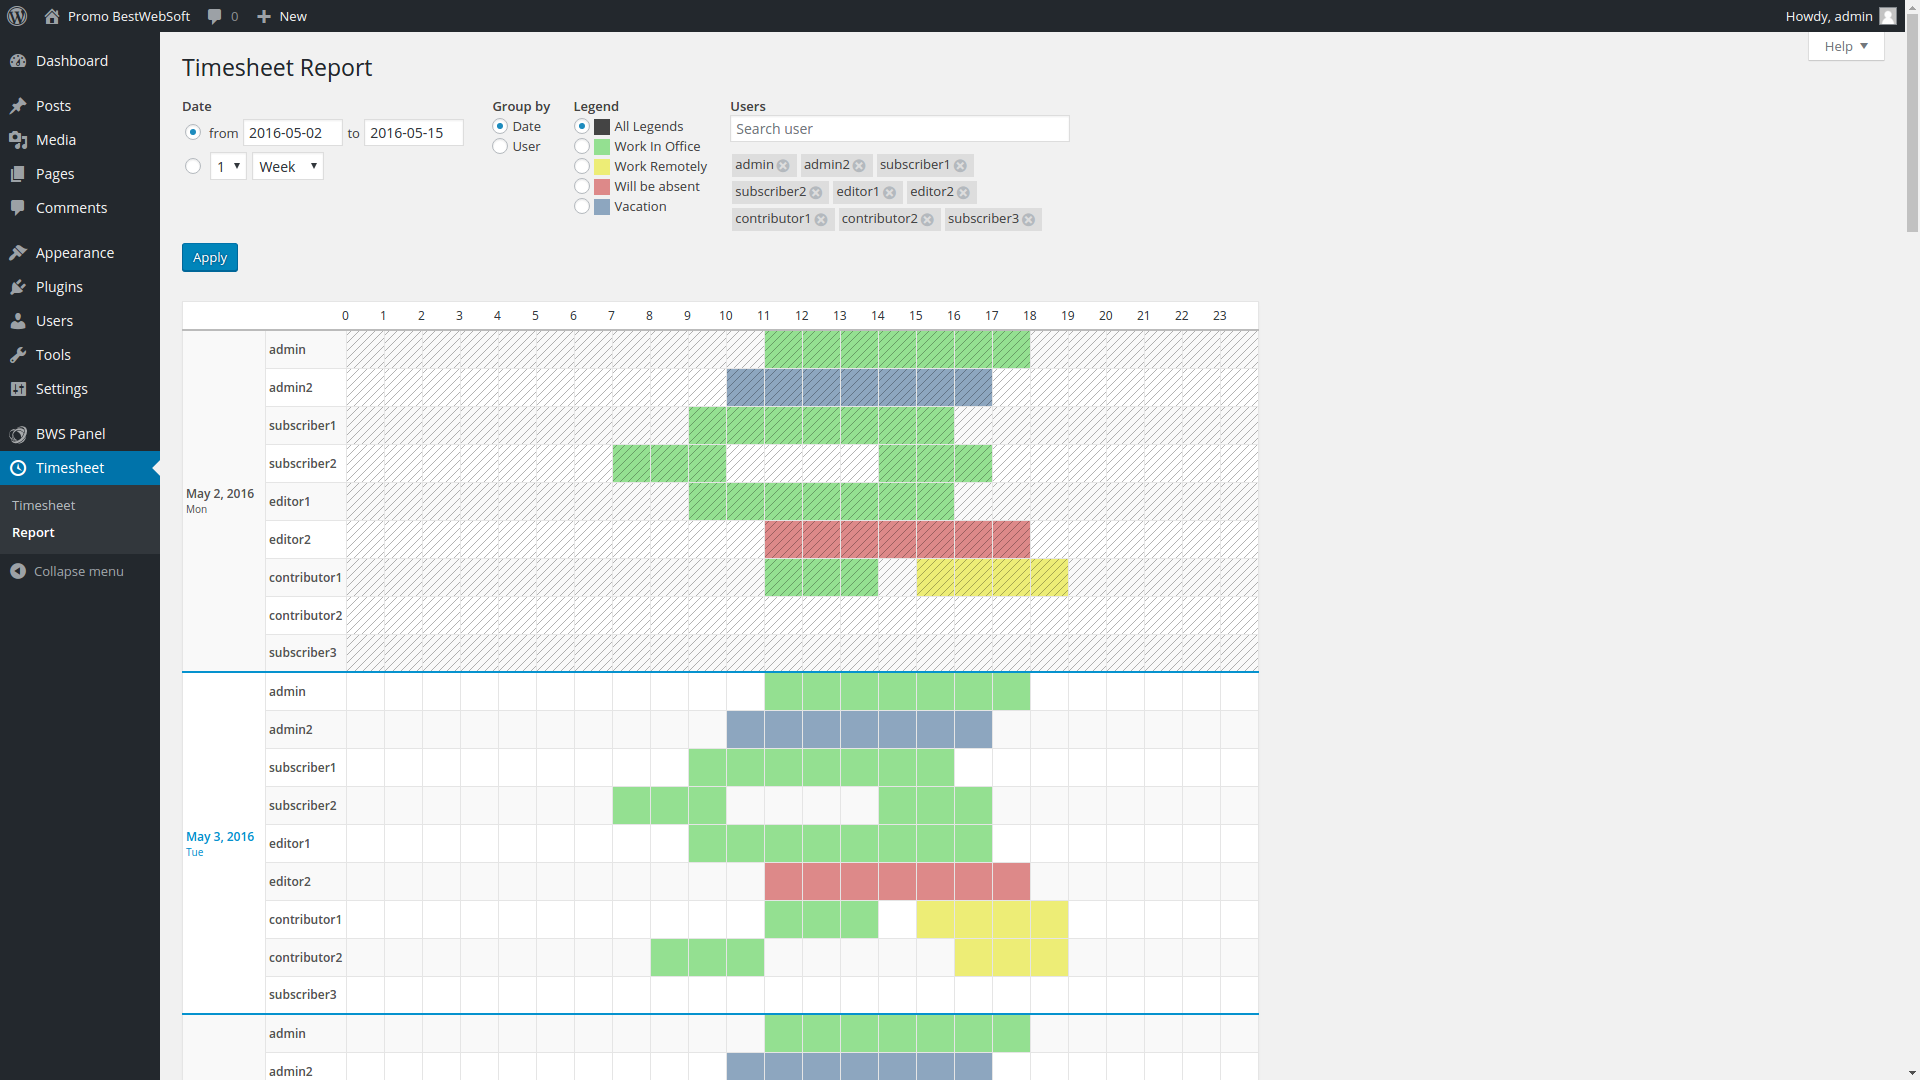 Promo BestWebSoft 0 New Howdy, admin
Help
Dashboard
Posts
Media
Pages
Comments
Appearance
Plugins
Users
Tools
Settings
BWS Panel
Timesheet
Timesheet
Report
Collapse menu
Timesheet Report
Date
from 2016-05-02 to 2016-05-15
1 Week
Group by
Date
User
Legend
All Legends
Work In Office
Work Remotely
Will be absent
Vacation
Users
Search user
admin admin2 subscriber1
subscriber2 editor1 editor2
contributor1 contributor2 subscriber3
Apply
0 1 2 3 4 5 6 7 8 9 10 11 12 13 14 15 16 17 18 19 20 21 22 23
May 2, 2016
Mon
admin
admin2
subscriber1
subscriber2
editor1
editor2
contributor1
contributor2
subscriber3
May 3, 2016
Tue
admin
admin2
subscriber1
subscriber2
editor1
editor2
contributor1
contributor2
subscriber3
admin
admin2